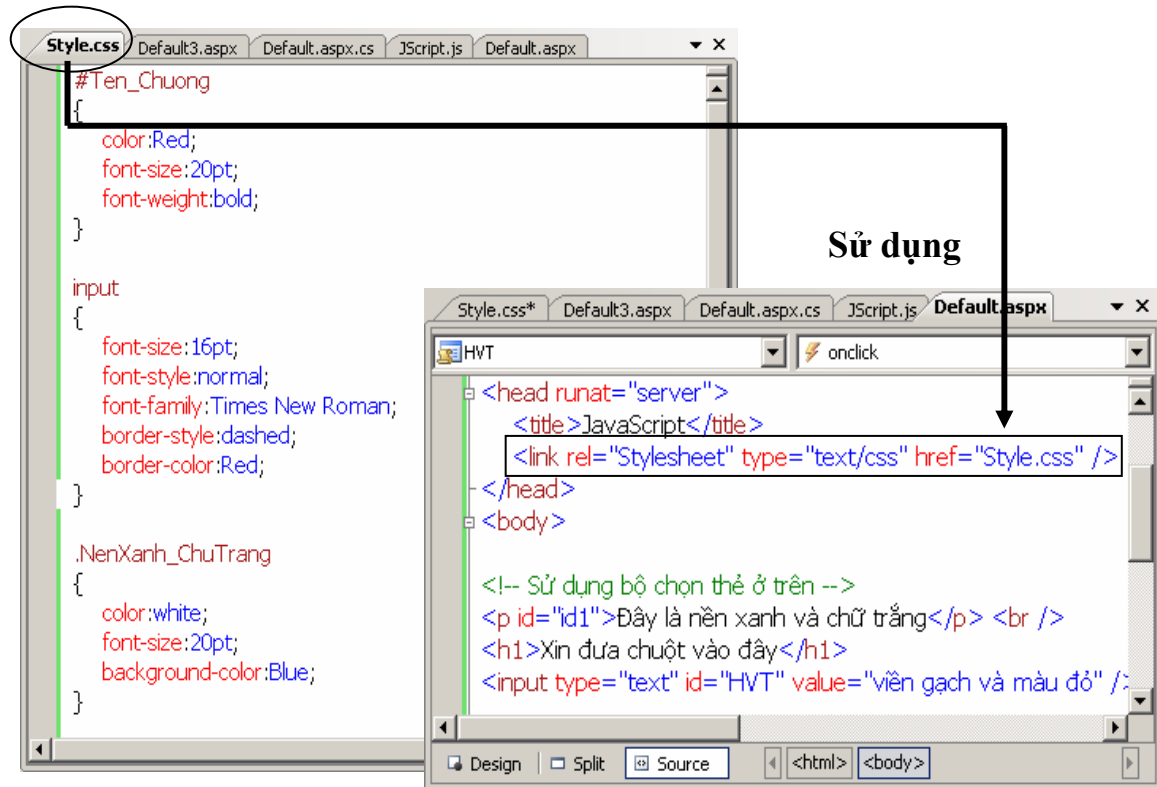 Style.css Default3.aspx Default.aspx.cs JScript.js Default.aspx
#Ten_Chuong
{
color:Red;
font-size:20pt;
font-weight:bold;
}
input
{
font-size:16pt;
font-style:normal;
font-family:Times New Roman;
border-style:dashed;
border-color:Red;
}
.NenXanh_ChuTrang
{
color:white;
font-size:20pt;
background-color:Blue;
}
Sử dụng
Style.css* Default3.aspx Default.aspx.cs JScript.js Default.aspx
HVT onclick
<head runat="server">
<title>JavaScript</title>
<link rel="Stylesheet" type="text/css" href="Style.css" />
</head>
<body>
<!-- Sử dụng bộ chọn thẻ ở trên -->
<p id="id1">Đây là nền xanh và chữ trắng</p> <br />
<h1>Xin đưa chuột vào đây</h1>
<input type="text" id="HVT" value="viền gạch và màu đỏ" />
Design Split Source <html> <body>